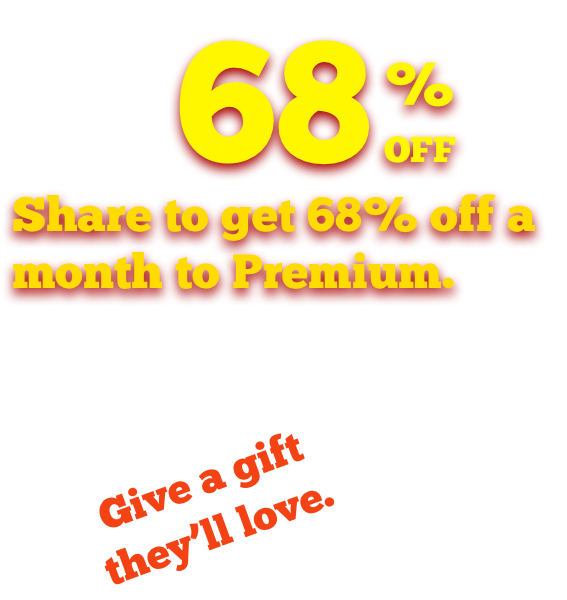 68%
OFF
Share to get 68% off a
month to Premium.
Give a gift
they’ll love.